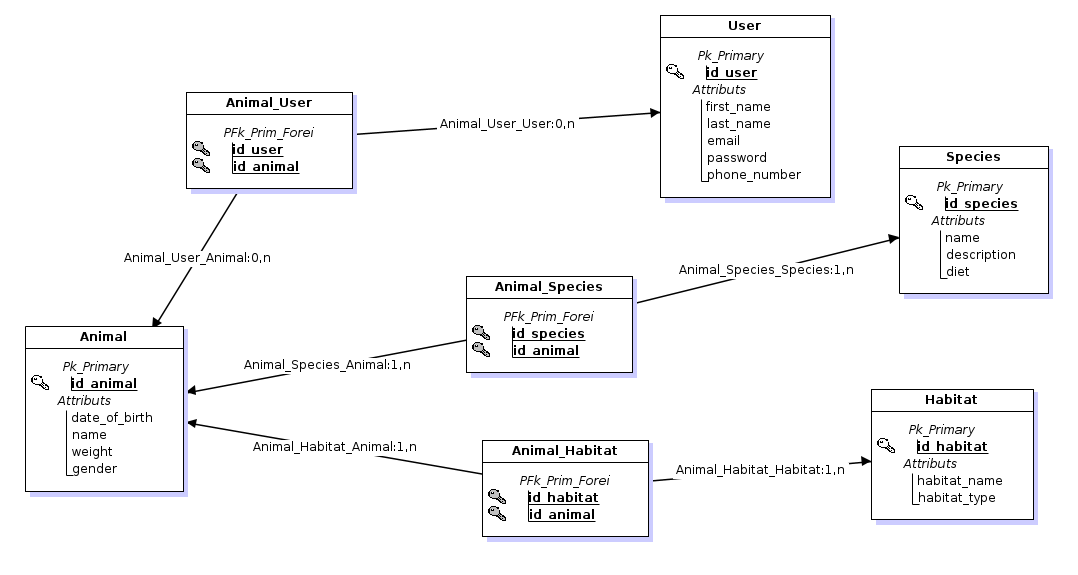 User
Pk_Primary
id_user
Attributs
first_name
last_name
email
password
phone_number
Animal_User
PFk_Prim_Forei
id_user
id_animal
Animal_User_User:0,n
Species
Pk_Primary
id_species
Attributs
name
description
diet
Animal_User_Animal:0,n
Animal_Species_Species:1,n
Animal_Species
PFk_Prim_Forei
id_species
id_animal
Animal
Pk_Primary
id_animal
Attributs
date_of_birth
name
weight
gender
Animal_Species_Animal:1,n
Habitat
Pk_Primary
id_habitat
Attributs
habitat_name
habitat_type
Animal_Habitat_Animal:1,n
Animal_Habitat
PFk_Prim_Forei
id_habitat
id_animal
Animal_Habitat_Habitat:1,n